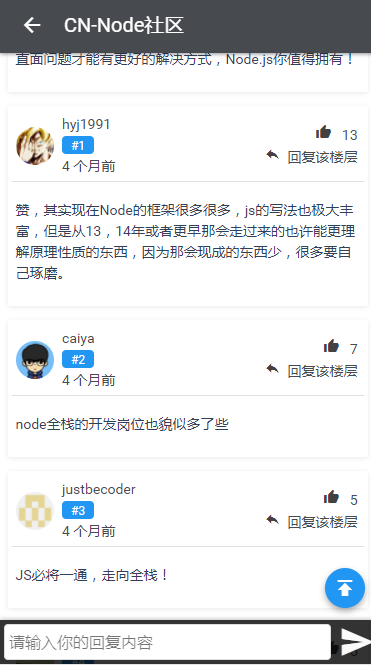 CN-Node社区
直面问题才能有更好的解决方式，Node.js你值得拥有！
hyj1991
#1
4 个月前
13
回复该楼层
赞，其实现在Node的框架很多很多，js的写法也极大丰
富，但是从13，14年或者更早那会走过来的也许能更理
解原理性质的东西，因为那会现成的东西少，很多要自
己琢磨。
caiya
#2
4 个月前
7
回复该楼层
node全栈的开发岗位也貌似多了些
justbecoder
#3
4 个月前
5
回复该楼层
JS必将一通，走向全栈！
请输入你的回复内容